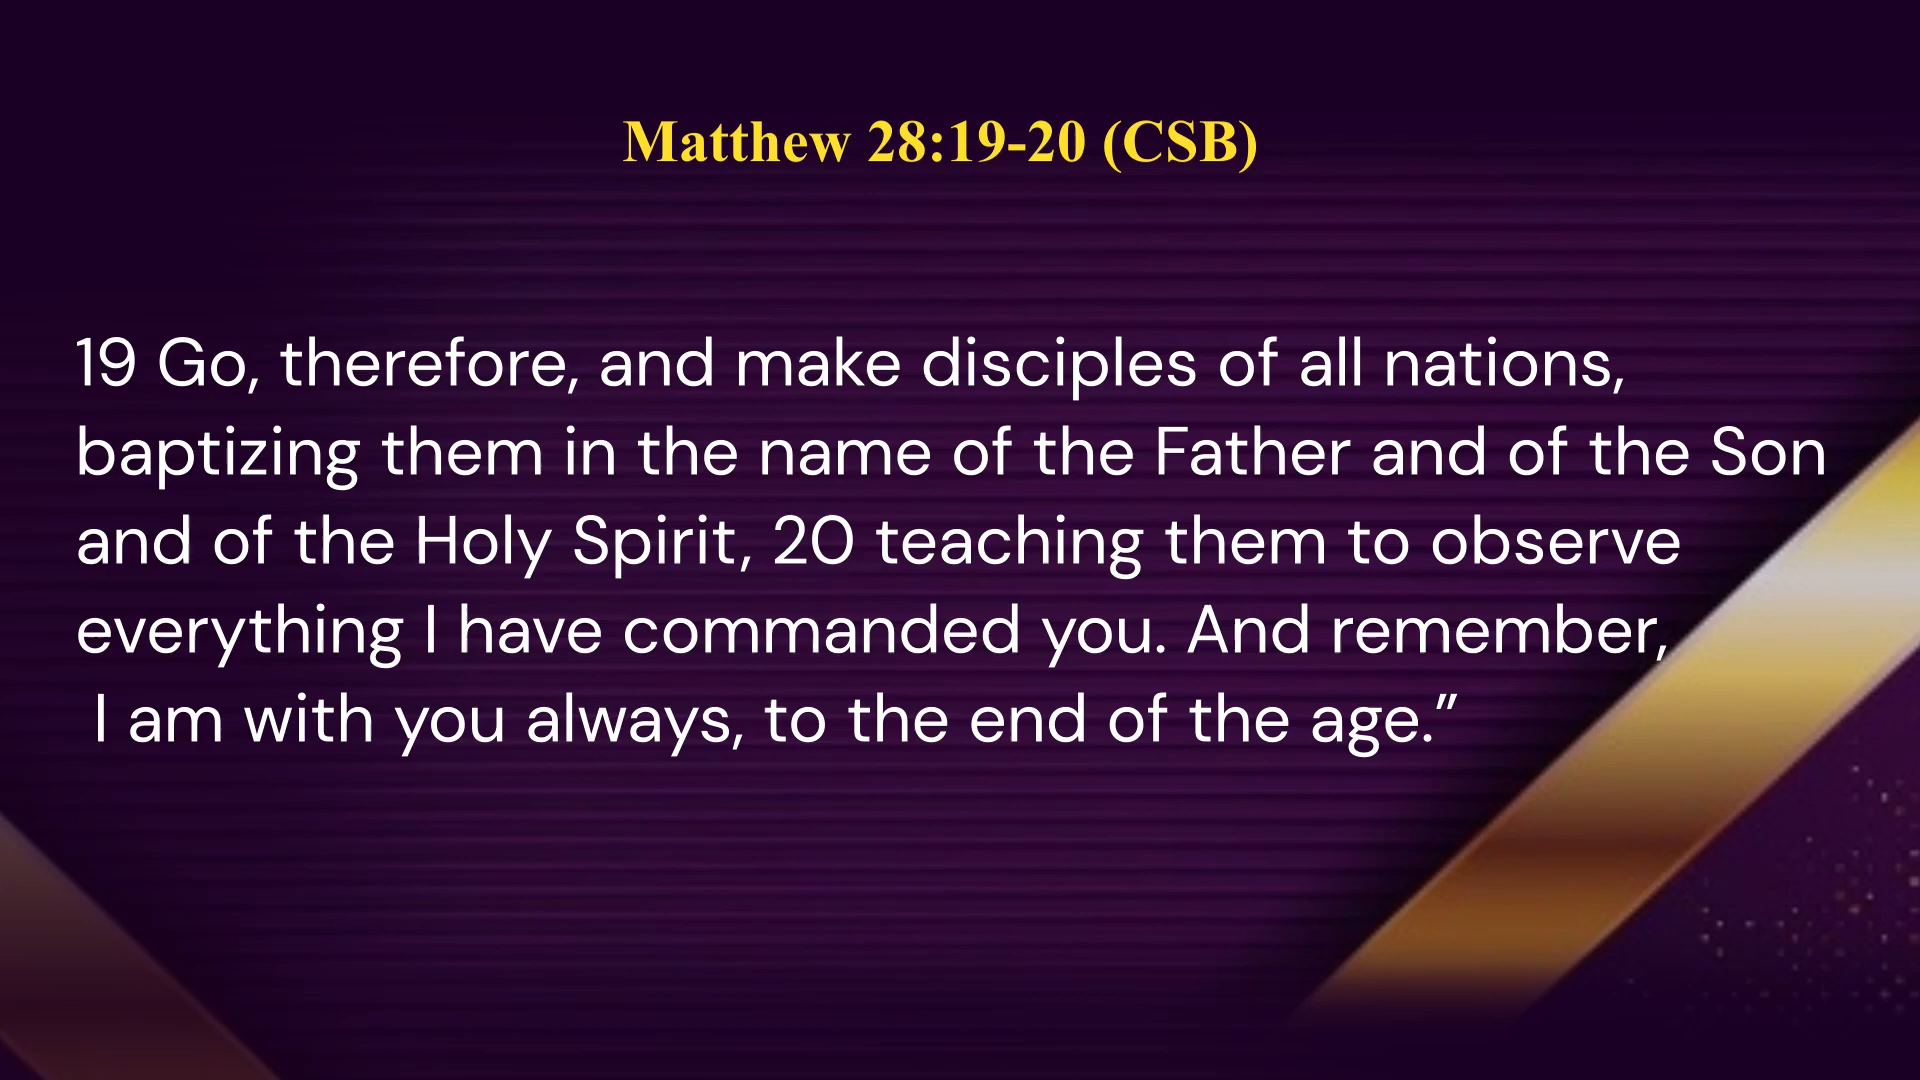 Matthew 28:19-20 (CSB)
19 Go, therefore, and make disciples of all nations,
baptizing them in the name of the Father and of the Son
and of the Holy Spirit, 20 teaching them to observe
everything I have commanded you. And remember,
I am with you always, to the end of the age.”